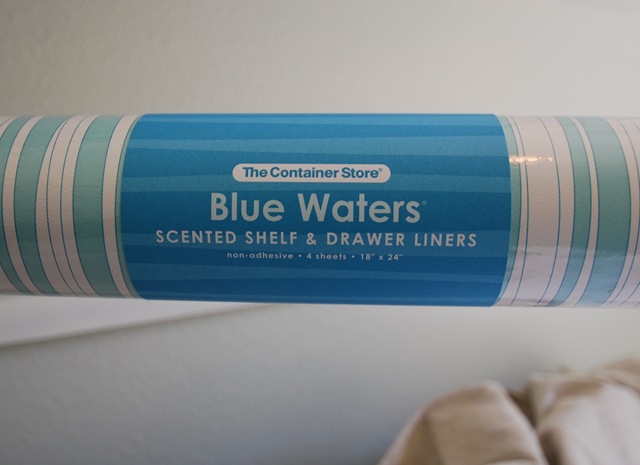 The Container Store®
Blue Waters®
SCENTED SHELF & DRAWER LINERS
non-adhesive • 4 sheets • 18" x 24"